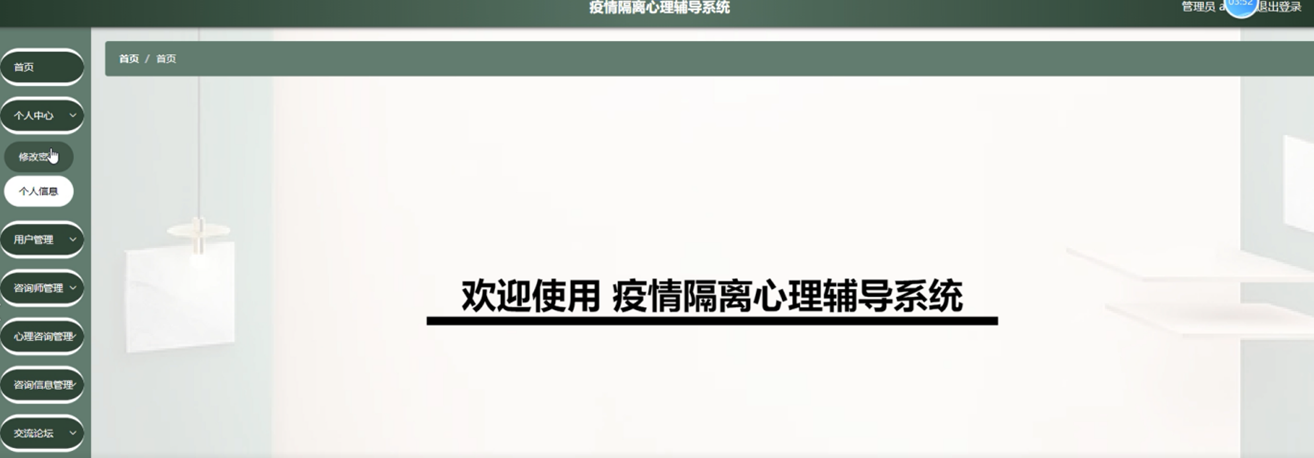 疫情隔离心理辅导系统
管理员 a
03:52
退出登录
首页 / 首页
首页
个人中心
修改密
个人信息
用户管理
咨询师管理
心理咨询管理
咨询信息管理
交流论坛
欢迎使用 疫情隔离心理辅导系统